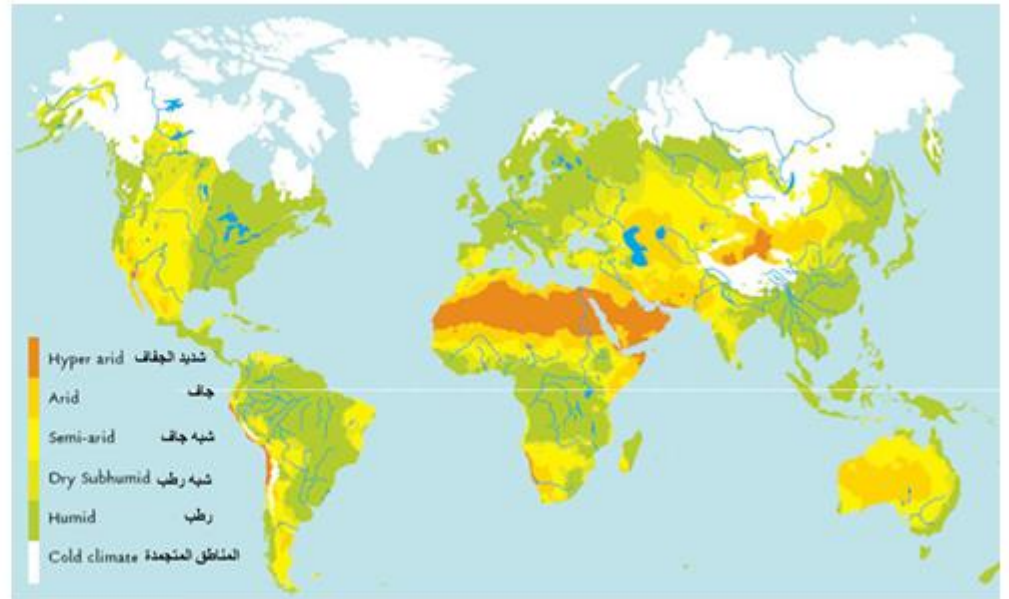 Hyper arid شديد الجفاف
Arid جاف
Semi-arid شبه جاف
Dry Subhumid شبه رطب
Humid رطب
Cold climate المناطق المتجمدة